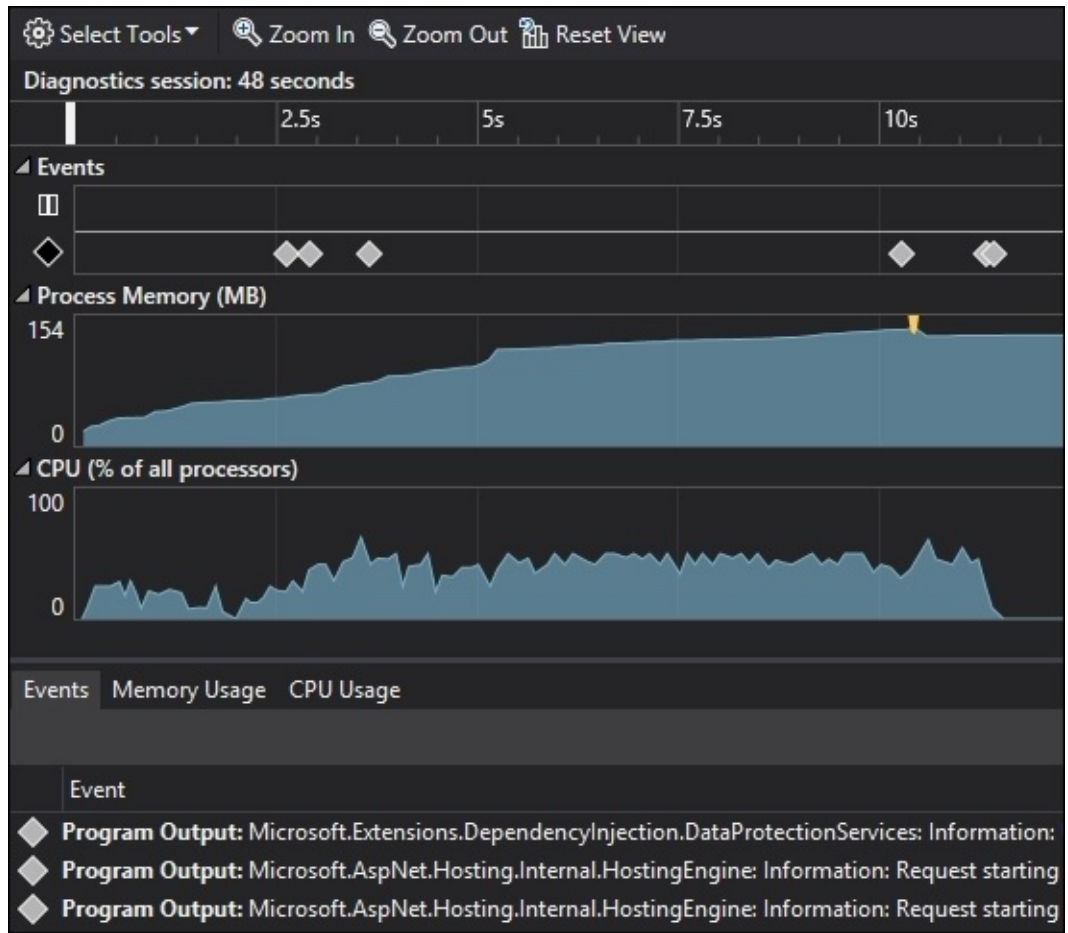 Select Tools Zoom In Zoom Out Reset View
Diagnostics session: 48 seconds
2.5s 5s 7.5s 10s
Events
Process Memory (MB)
154
0
CPU (% of all processors)
100
0
Events Memory Usage CPU Usage
Event
Program Output: Microsoft.Extensions.DependencyInjection.DataProtectionServices: Information:
Program Output: Microsoft.AspNet.Hosting.Internal.HostingEngine: Information: Request starting
Program Output: Microsoft.AspNet.Hosting.Internal.HostingEngine: Information: Request starting